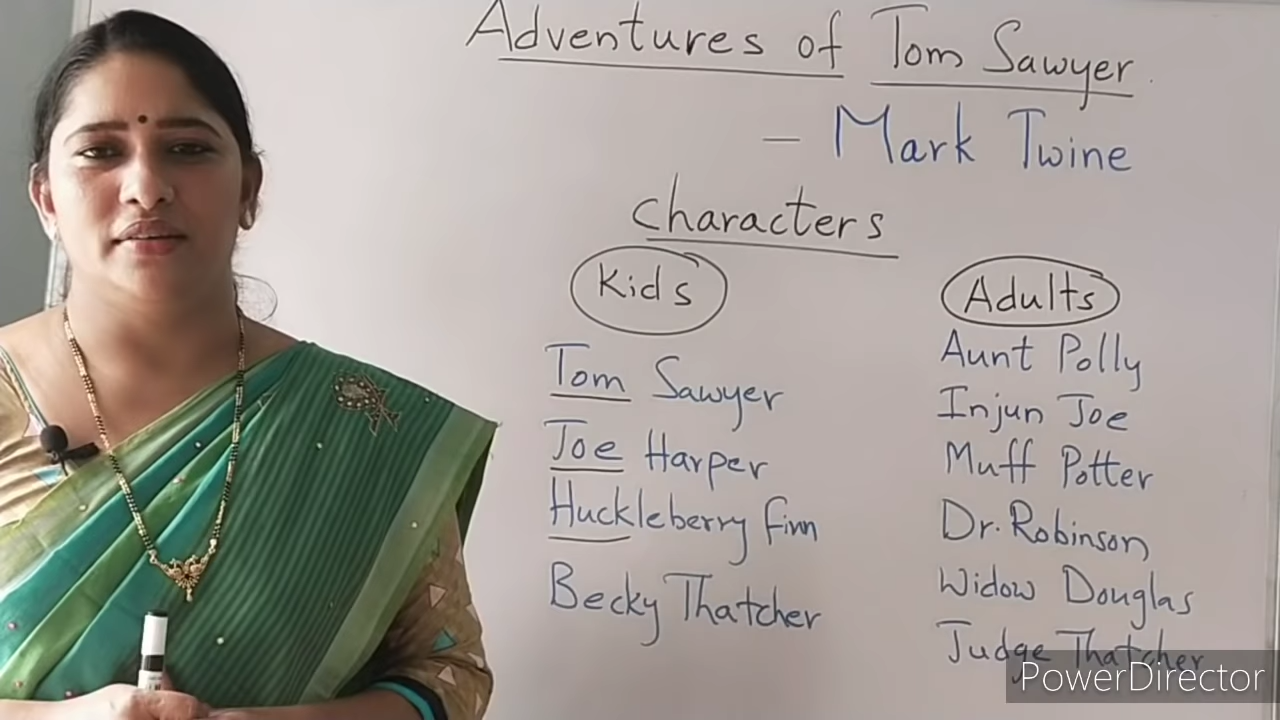 Adventures of Tom Sawyer
- Mark Twine
Characters
Kids
Tom Sawyer
Joe Harper
Huckleberry Finn
Becky Thatcher
Adults
Aunt Polly
Injun Joe
Muff Potter
Dr. Robinson
Widow Douglas
Judge Thatcher
PowerDirector